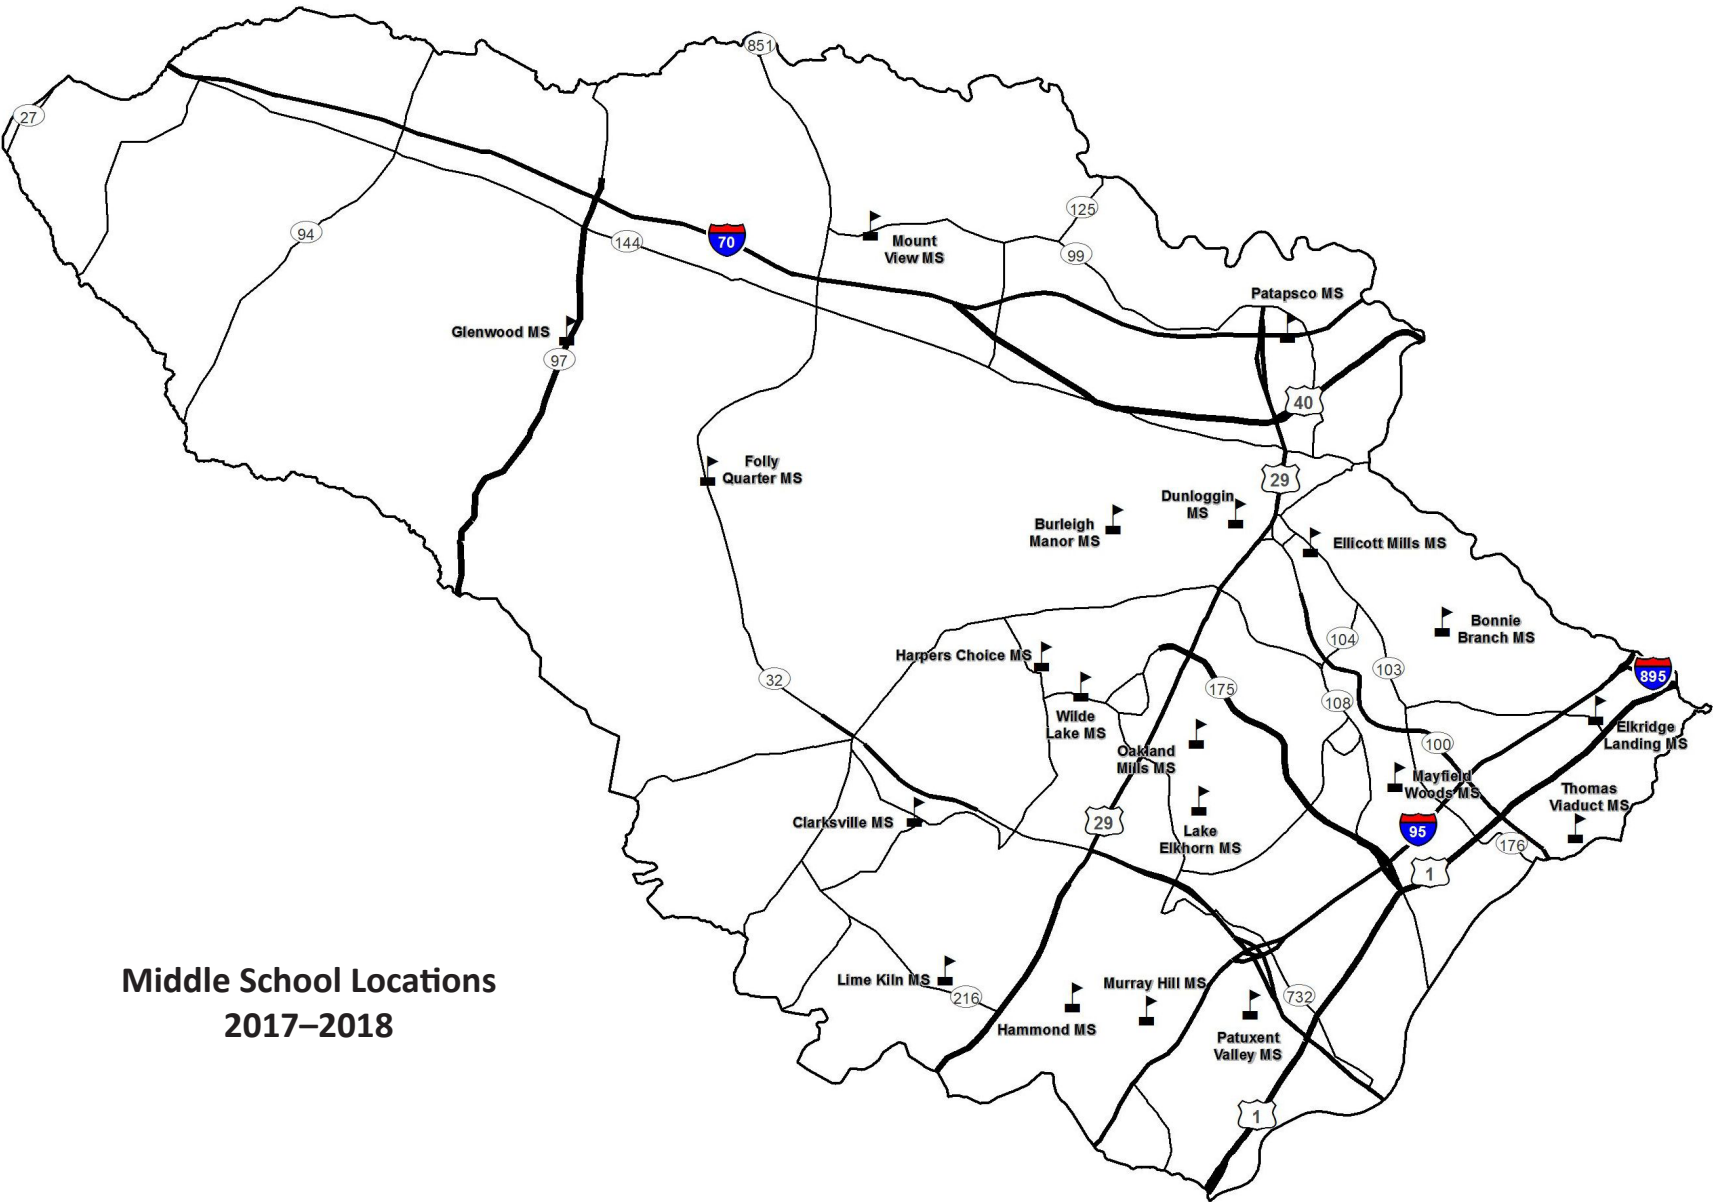 851
27
125
94
144
70
Mount
View MS
99
Patapsco MS
Glenwood MS
97
40
Folly
Quarter MS
29
Dunloggin
MS
Burleigh
Manor MS
Ellicott Mills MS
Bonnie
Branch MS
104
Harpers Choice MS
103
895
32
175
108
Wilde
Lake MS
Elkridge
Landing MS
Oakland
Mills MS
100
Mayfield
Woods MS
Thomas
Viaduct MS
Clarksville MS
29
Lake
Elkhorn MS
95
176
1
Lime Kiln MS
216
Murray Hill MS
732
Hammond MS
Patuxent
Valley MS
1
Middle School Locations
2017–2018